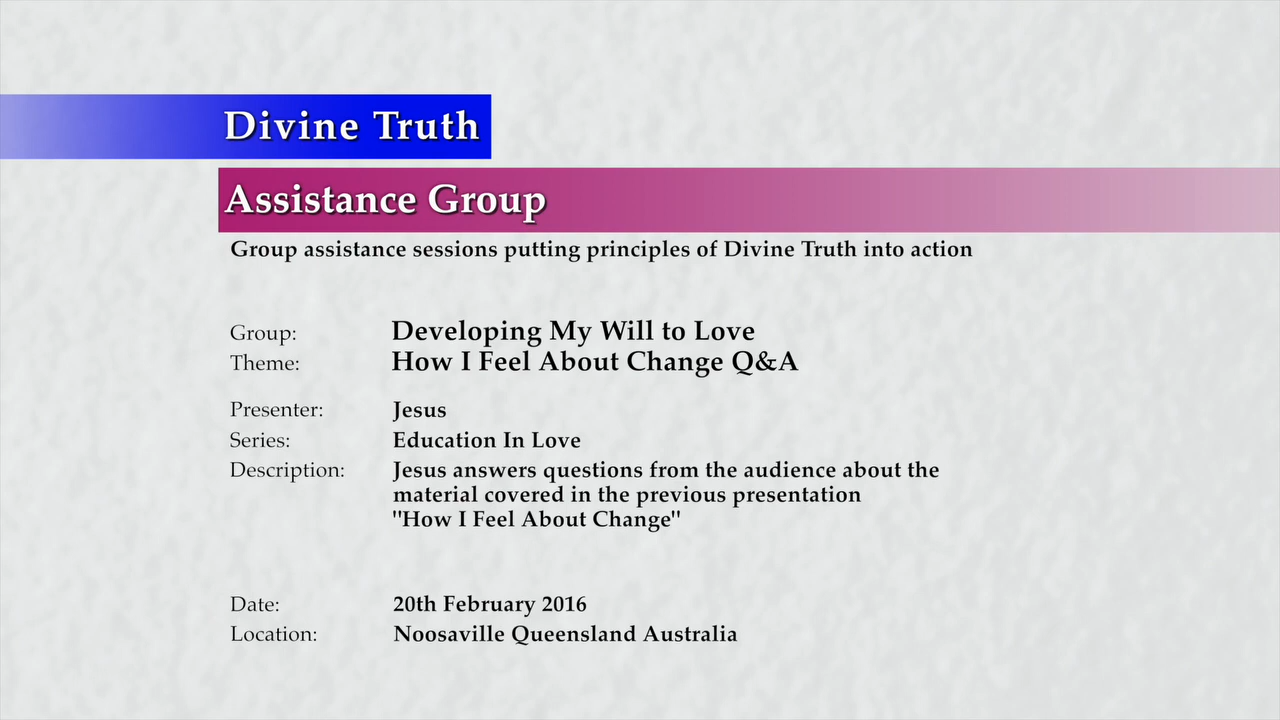 Divine Truth
Assistance Group
Group assistance sessions putting principles of Divine Truth into action
Group: Developing My Will to Love
Theme: How I Feel About Change Q&A
Presenter: Jesus
Series: Education In Love
Description: Jesus answers questions from the audience about the
material covered in the previous presentation
"How I Feel About Change"
Date: 20th February 2016
Location: Noosaville Queensland Australia